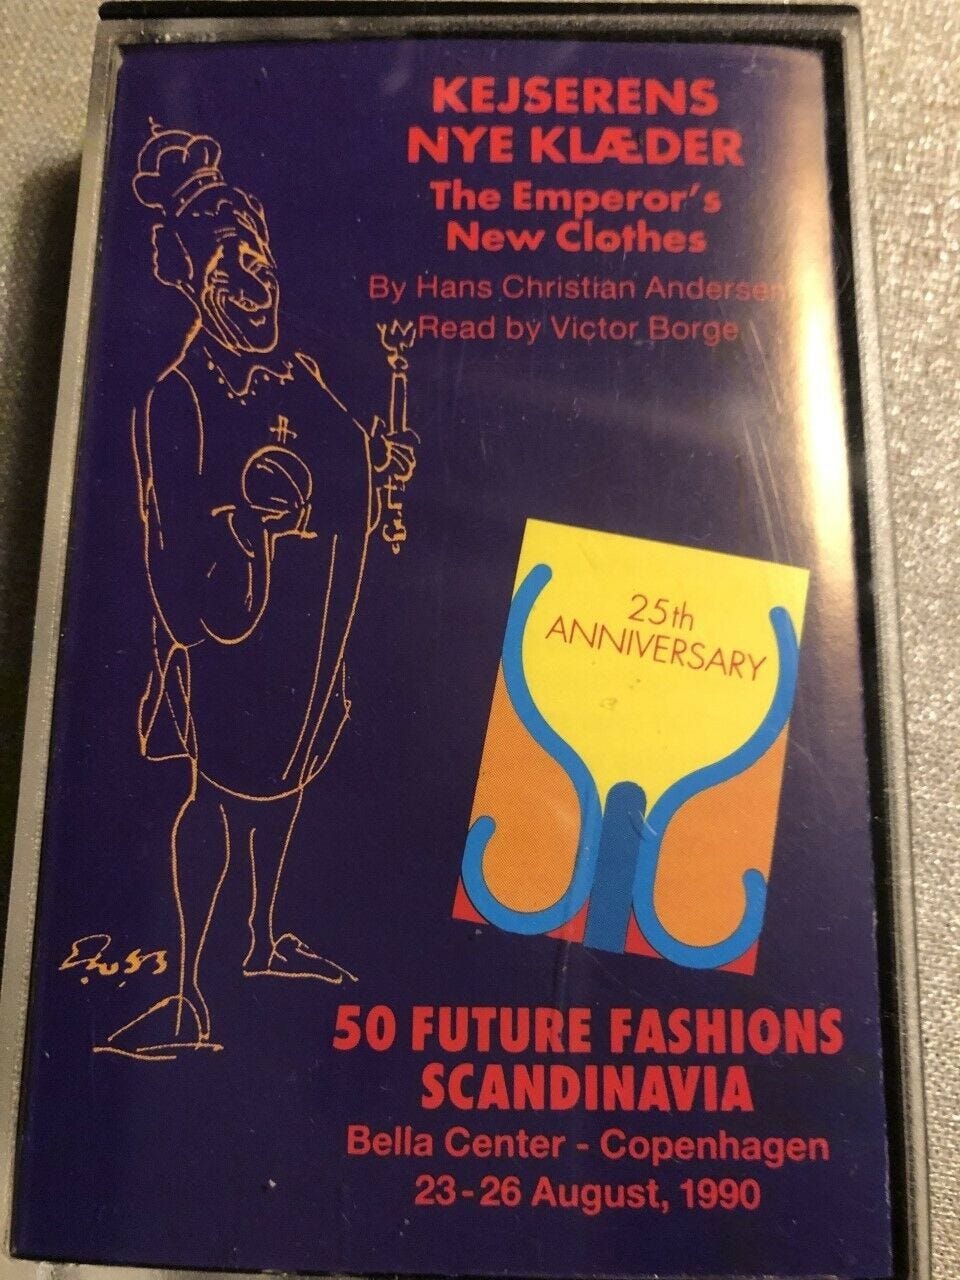 KEJSERENS
NYE KLÆDER
The Emperor's
New Clothes
By Hans Christian Andersen
Read by Victor Borge
25th
ANNIVERSARY
50 FUTURE FASHIONS
SCANDINAVIA
Bella Center - Copenhagen
23-26 August, 1990